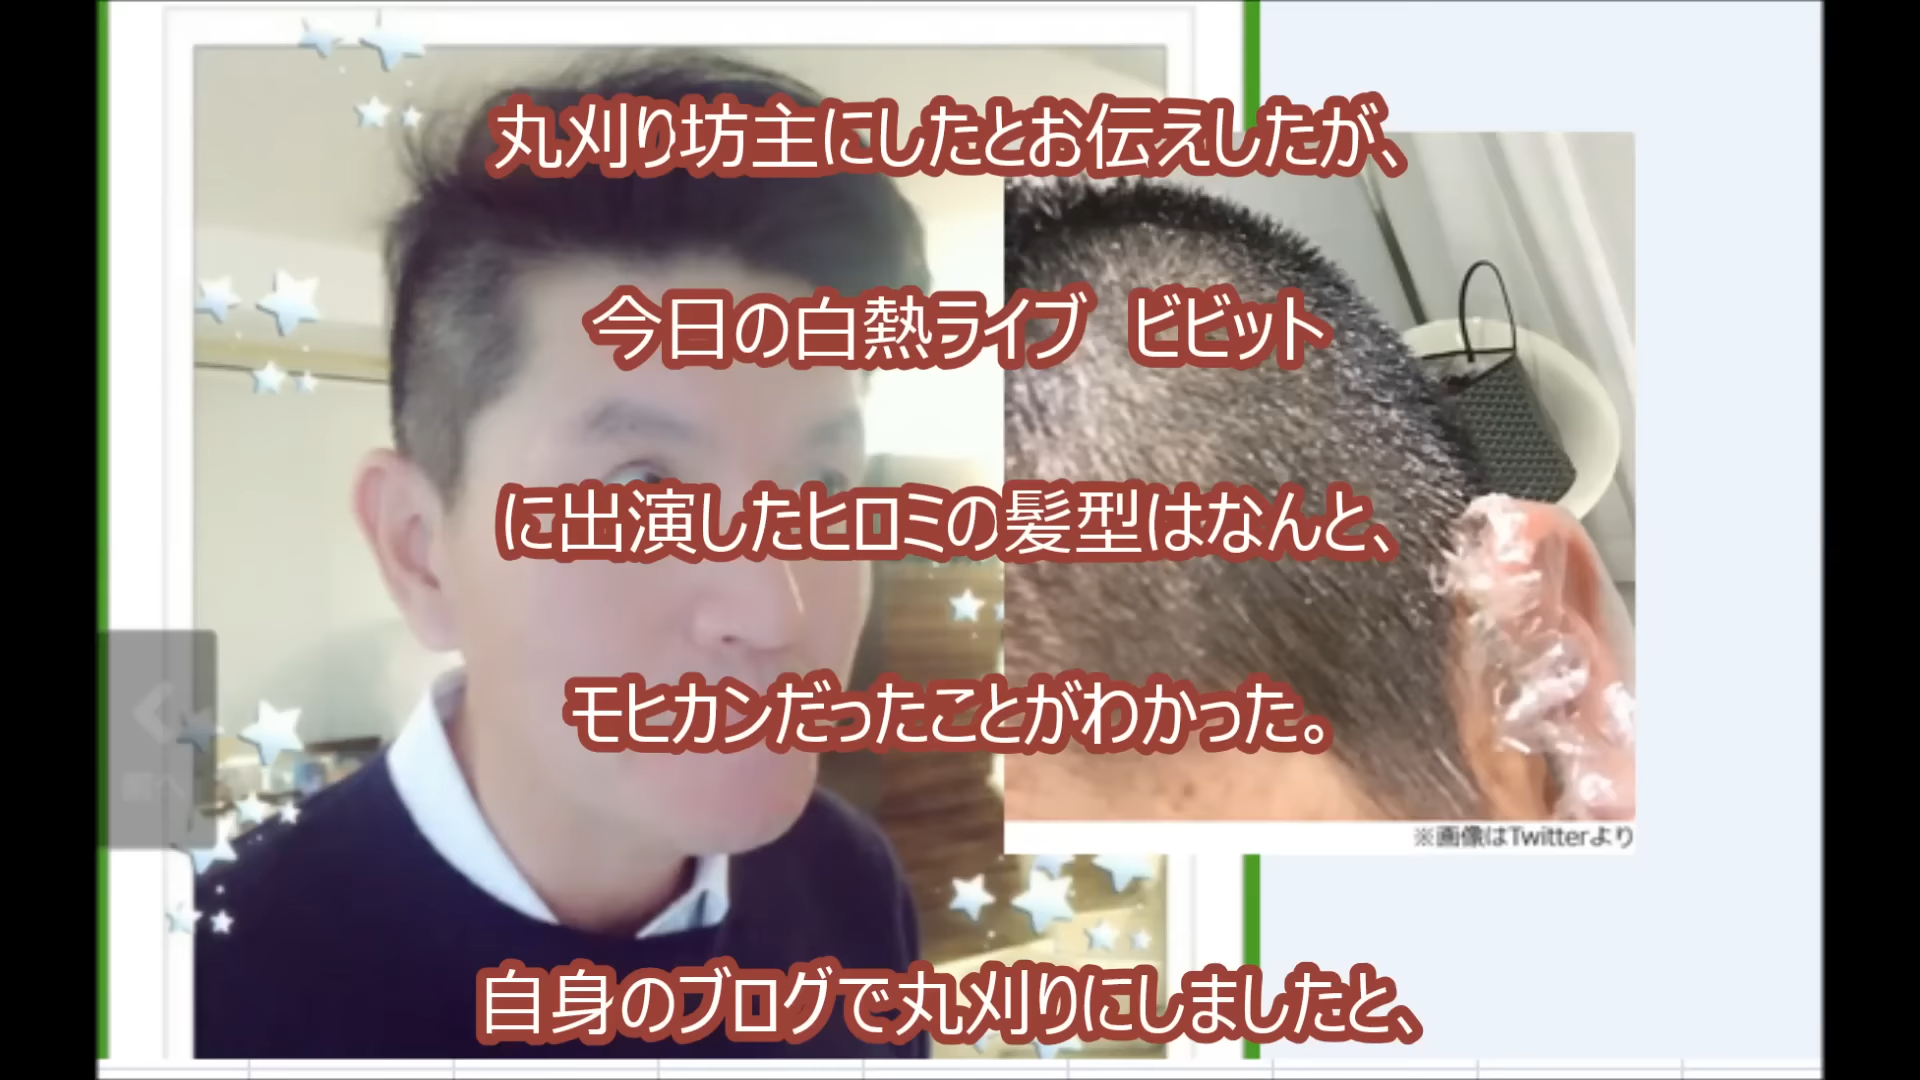 丸刈り坊主にしたとお伝えしたが、
今日の白熱ライブ　ビビット
に出演したヒロミの髪型はなんと、
モヒカンだったことがわかった。
※画像はTwitterより
自身のブログで丸刈りにしましたと、